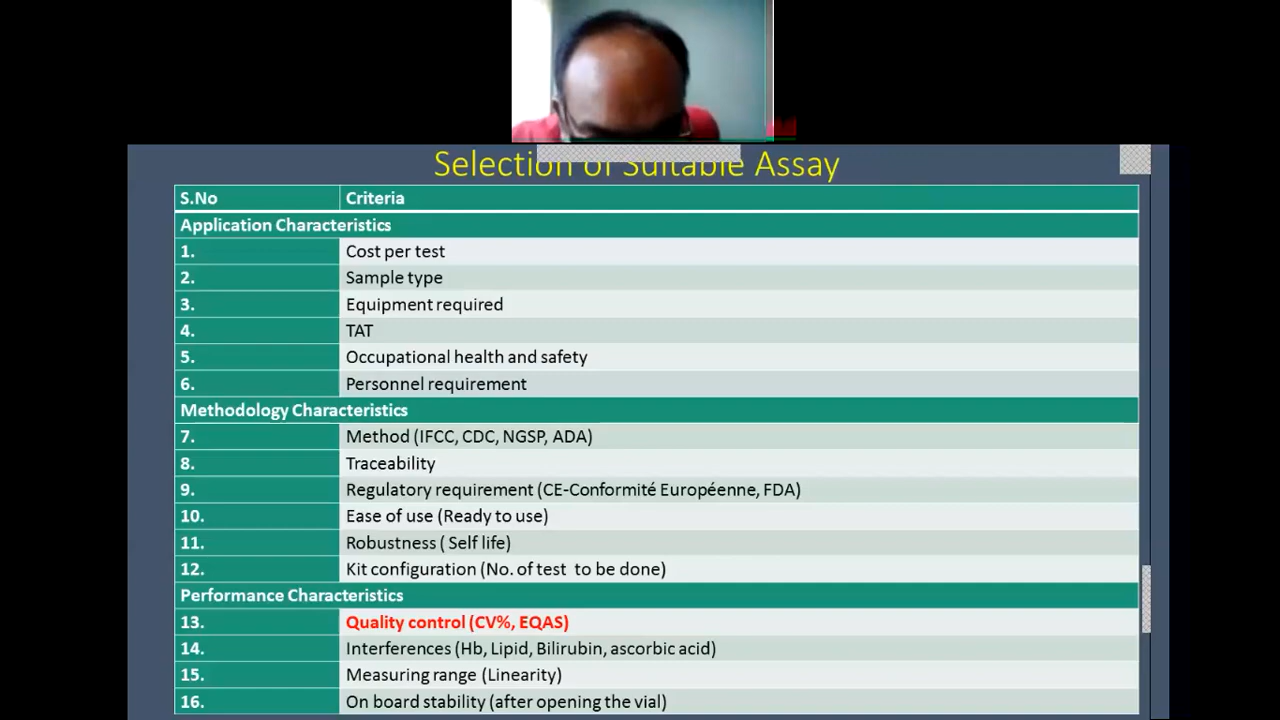 Selection of Suitable Assay
S.No Criteria
Application Characteristics
1. Cost per test
2. Sample type
3. Equipment required
4. TAT
5. Occupational health and safety
6. Personnel requirement
Methodology Characteristics
7. Method (IFCC, CDC, NGSP, ADA)
8. Traceability
9. Regulatory requirement (CE-Conformité Européenne, FDA)
10. Ease of use (Ready to use)
11. Robustness ( Self life)
12. Kit configuration (No. of test to be done)
Performance Characteristics
13. Quality control (CV%, EQAS)
14. Interferences (Hb, Lipid, Bilirubin, ascorbic acid)
15. Measuring range (Linearity)
16. On board stability (after opening the vial)